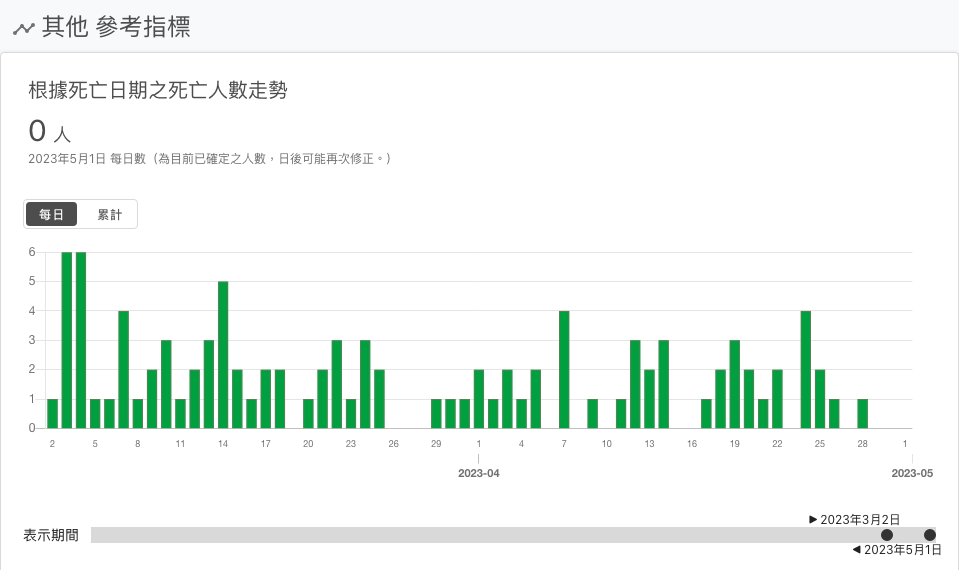 其他 參考指標
根據死亡日期之死亡人數走勢
0 人
2023年5月1日 每日數（為目前已確定之人數，日後可能再次修正。）
每日 累計
6
5
4
3
2
1
0
2 5 8 11 14 17 20 23 26 29 1 4 7 10 13 16 19 22 25 28 1
2023-04 2023-05
▶ 2023年3月2日
表示期間
◀ 2023年5月1日